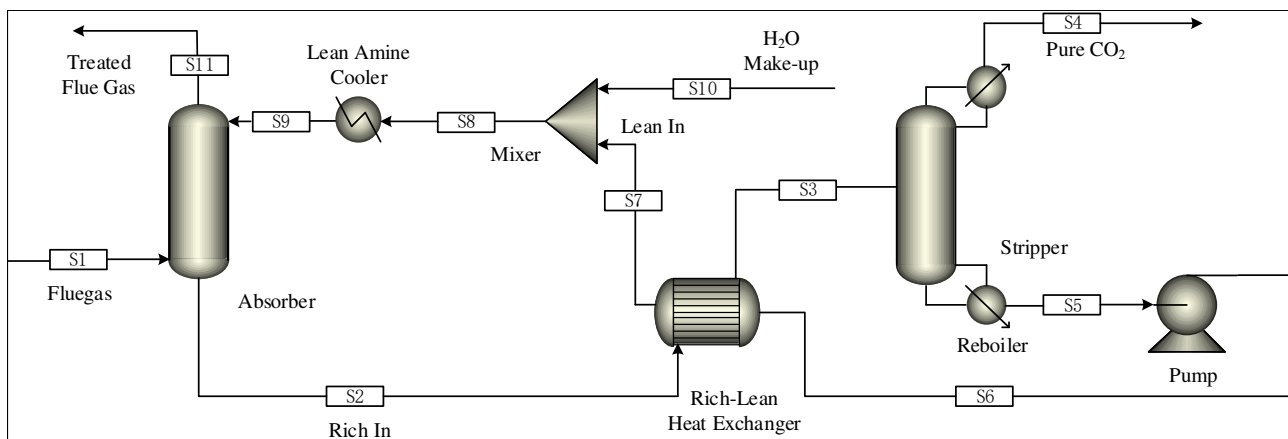 S4
Pure CO₂
H₂O
Make-up
S10
Lean Amine
Cooler
Treated
Flue Gas
S11
S9
S8
Mixer
Lean In
S7
S3
S1
Fluegas
Absorber
Stripper
S5
Reboiler
Pump
S2
Rich In
Rich-Lean
Heat Exchanger
S6